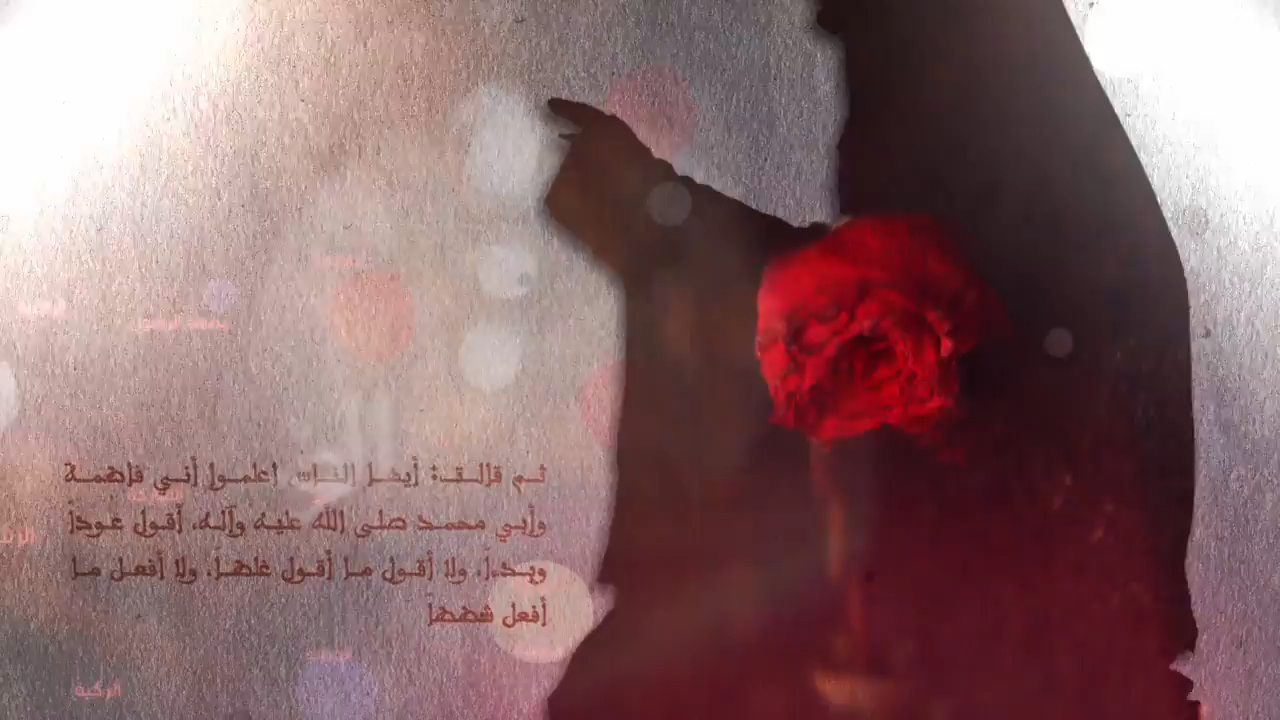 ثم قالت: أيها الناس اعلموا أني فاطمة
وأبي محمد صلى الله عليه وآله، أقول عوداً
وبدءاً، ولا أقول ما أقول غلطاً، ولا أفعل ما
أفعل شططاً
الزكية